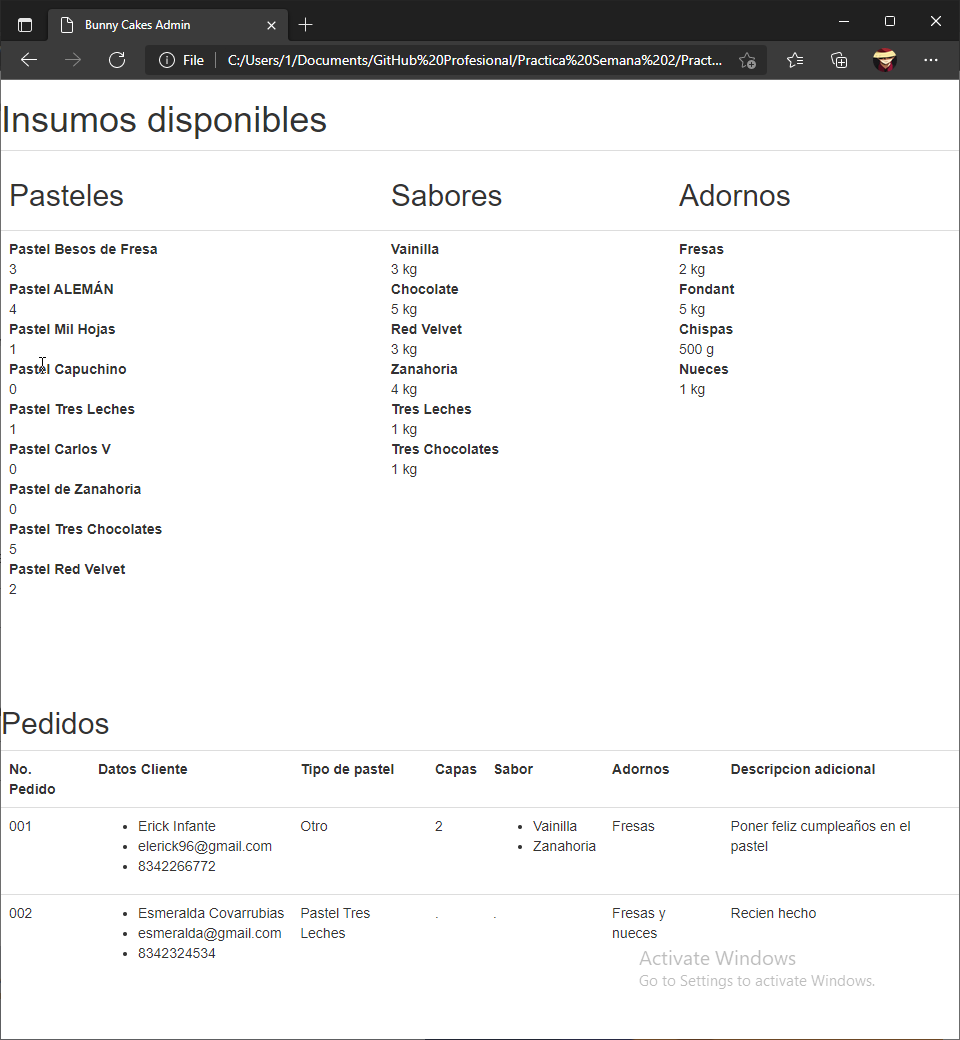 Bunny Cakes Admin
File
C:/Users/1/Documents/GitHub%20Profesional/Practica%20Semana%202/Pract...
Insumos disponibles
Pasteles
Pastel Besos de Fresa
3
Pastel ALEMÁN
4
Pastel Mil Hojas
1
Pastel Capuchino
0
Pastel Tres Leches
1
Pastel Carlos V
0
Pastel de Zanahoria
0
Pastel Tres Chocolates
5
Pastel Red Velvet
2
Sabores
Vainilla
3 kg
Chocolate
5 kg
Red Velvet
3 kg
Zanahoria
4 kg
Tres Leches
1 kg
Tres Chocolates
1 kg
Adornos
Fresas
2 kg
Fondant
5 kg
Chispas
500 g
Nueces
1 kg
Pedidos
No.
Pedido
Datos Cliente
Tipo de pastel
Capas
Sabor
Adornos
Descripcion adicional
001
• Erick Infante
• elerick96@gmail.com
• 8342266772
Otro
2
• Vainilla
• Zanahoria
Fresas
Poner feliz cumpleaños en el
pastel
002
• Esmeralda Covarrubias
• esmeralda@gmail.com
• 8342324534
Pastel Tres
Leches
.
.
Fresas y
nueces
Recien hecho
Activate Windows
Go to Settings to activate Windows.